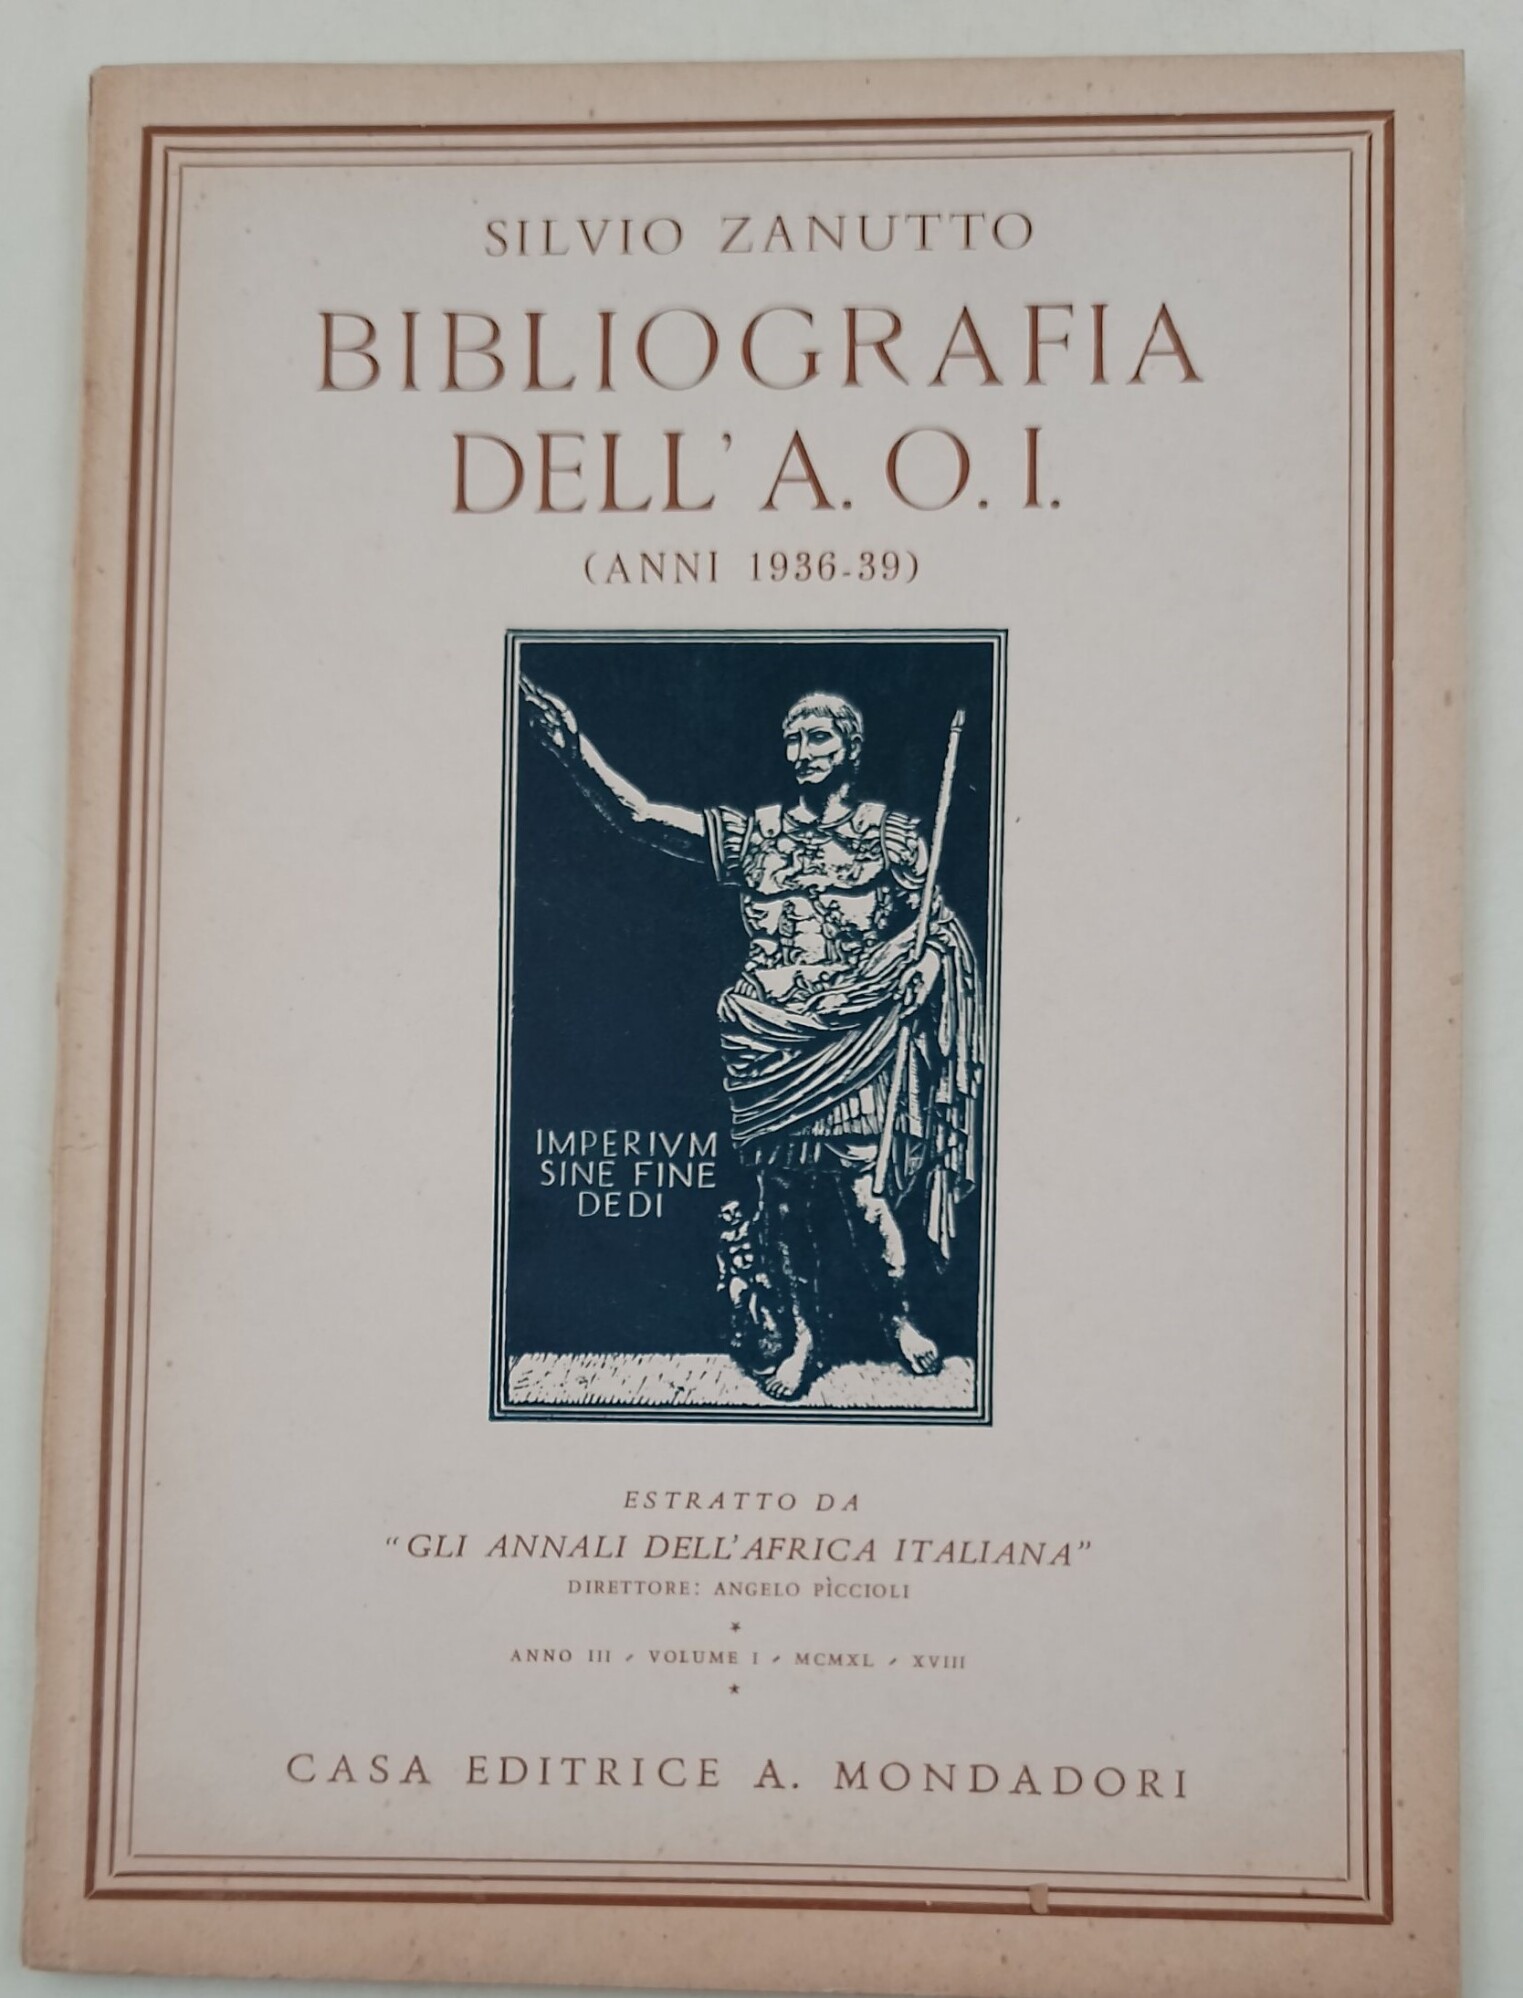 SILVIO ZANUTTO
BIBLIOGRAFIA
DELL'A. O. I.
(ANNI 1936-39)
IMPERIVM
SINE FINE
DEDI
ESTRATTO DA
"GLI ANNALI DELL'AFRICA ITALIANA"
DIRETTORE: ANGELO PÌCCIOLI
*
ANNO III / VOLUME I / MCMXL / XVIII
*
CASA EDITRICE A. MONDADORI